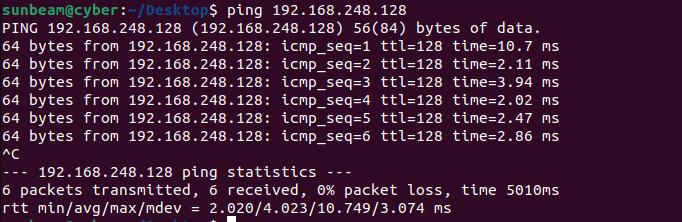 sunbeam@cyber:~/Desktop$ ping 192.168.248.128
PING 192.168.248.128 (192.168.248.128) 56(84) bytes of data.
64 bytes from 192.168.248.128: icmp_seq=1 ttl=128 time=10.7 ms
64 bytes from 192.168.248.128: icmp_seq=2 ttl=128 time=2.11 ms
64 bytes from 192.168.248.128: icmp_seq=3 ttl=128 time=3.94 ms
64 bytes from 192.168.248.128: icmp_seq=4 ttl=128 time=2.02 ms
64 bytes from 192.168.248.128: icmp_seq=5 ttl=128 time=2.47 ms
64 bytes from 192.168.248.128: icmp_seq=6 ttl=128 time=2.86 ms
^C
--- 192.168.248.128 ping statistics ---
6 packets transmitted, 6 received, 0% packet loss, time 5010ms
rtt min/avg/max/mdev = 2.020/4.023/10.749/3.074 ms